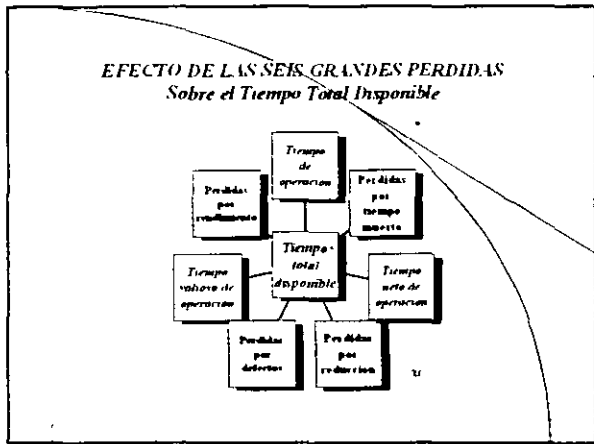 EFECTO DE LAS SEIS GRANDES PERDIDAS
Sobre el Tiempo Total Disponible
Tiempo
de
operacion
Perdidas
por
rendimiento
Perdidas
por
tiempo
muerto
Tiempo
total
disponible
Tiempo
valioso de
operacion
Tiempo
neto de
operacion
Perdidas
por
defectos
Perdidas
por
reduccion